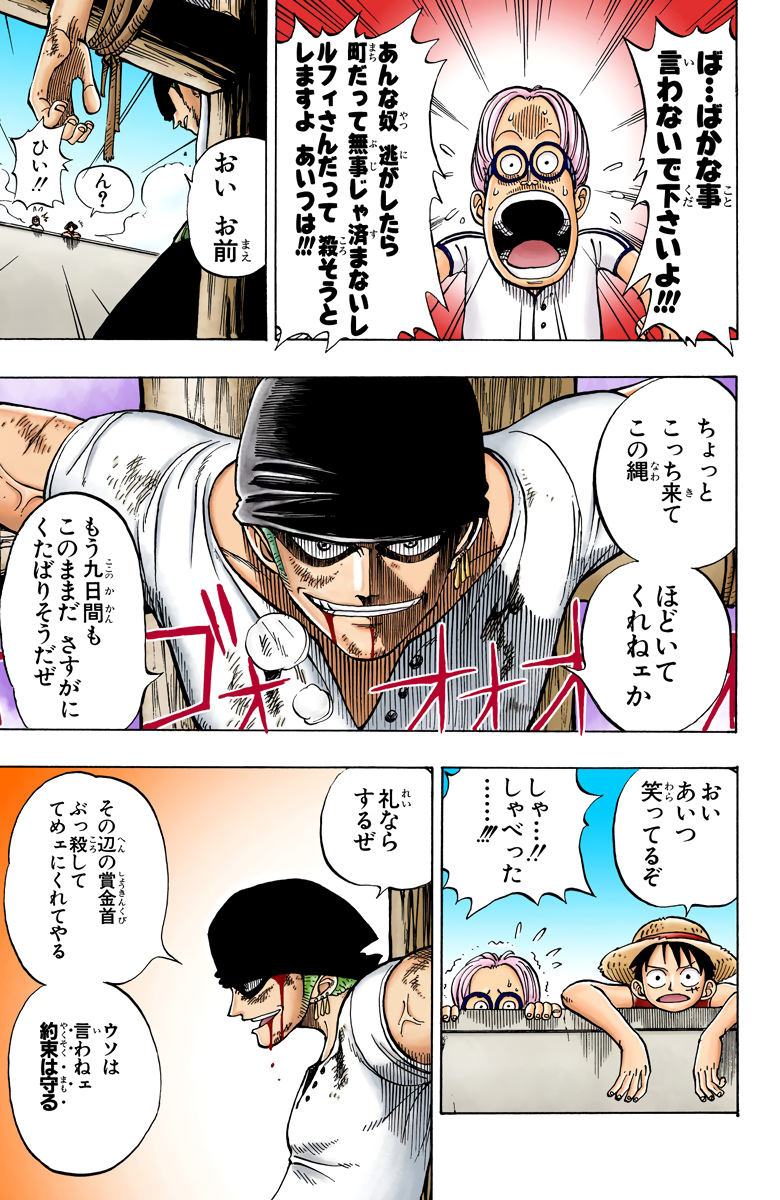 ば…ばかな事
言わないで下さいよ!!!
あんな奴 逃がしたら
町だって無事じゃ済まないし
ルフィさんだって 殺そうと
しますよ あいつは!!!
おい お前
ん?
ひい!!
ちょっと
こっち来て
この縄
ほどいて
くれねェか
もう九日間も
このままだ さすがに
くたばりそうだぜ
ゴオオオオ
おい
あいつ
笑ってるぞ
しゃ…!!
しゃべった
………!!!
礼なら
するぜ
その辺の賞金首
ぶっ殺して
てめェにくれてやる
ウソは
言わねェ
約束は守る